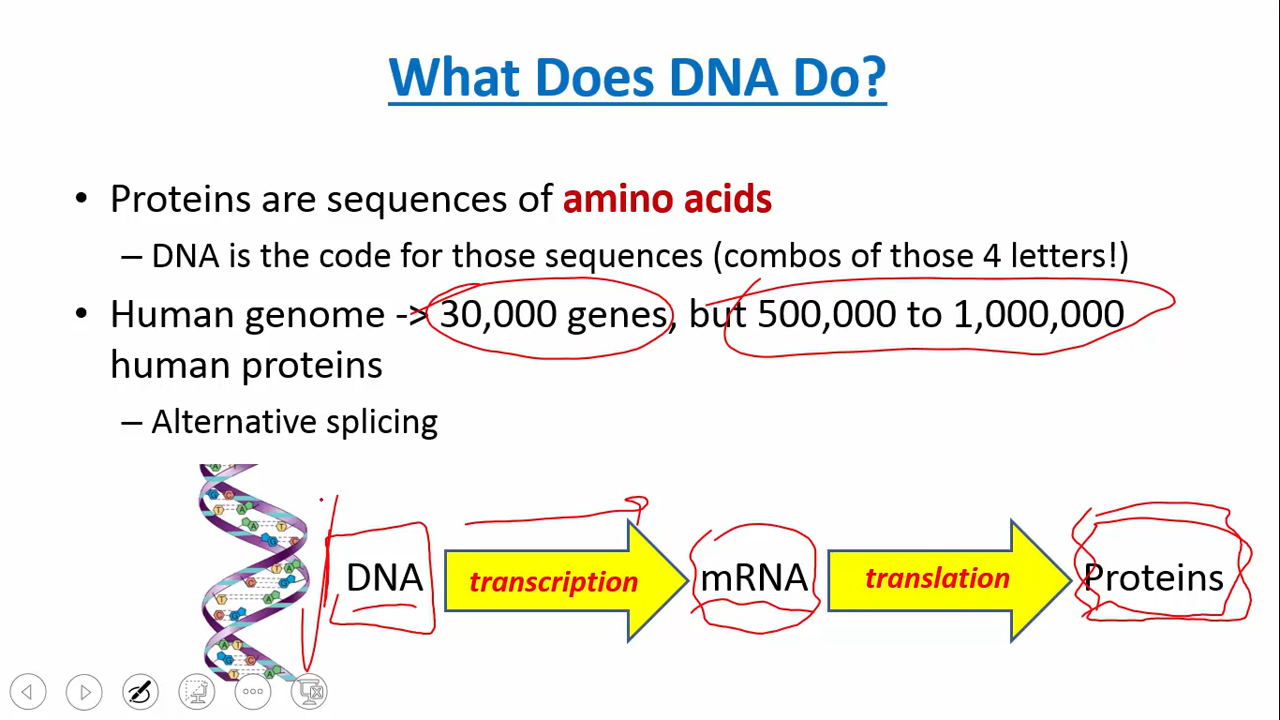 What Does DNA Do?
• Proteins are sequences of amino acids
– DNA is the code for those sequences (combos of those 4 letters!)
• Human genome -> 30,000 genes, but 500,000 to 1,000,000
human proteins
– Alternative splicing
DNA transcription mRNA translation Proteins